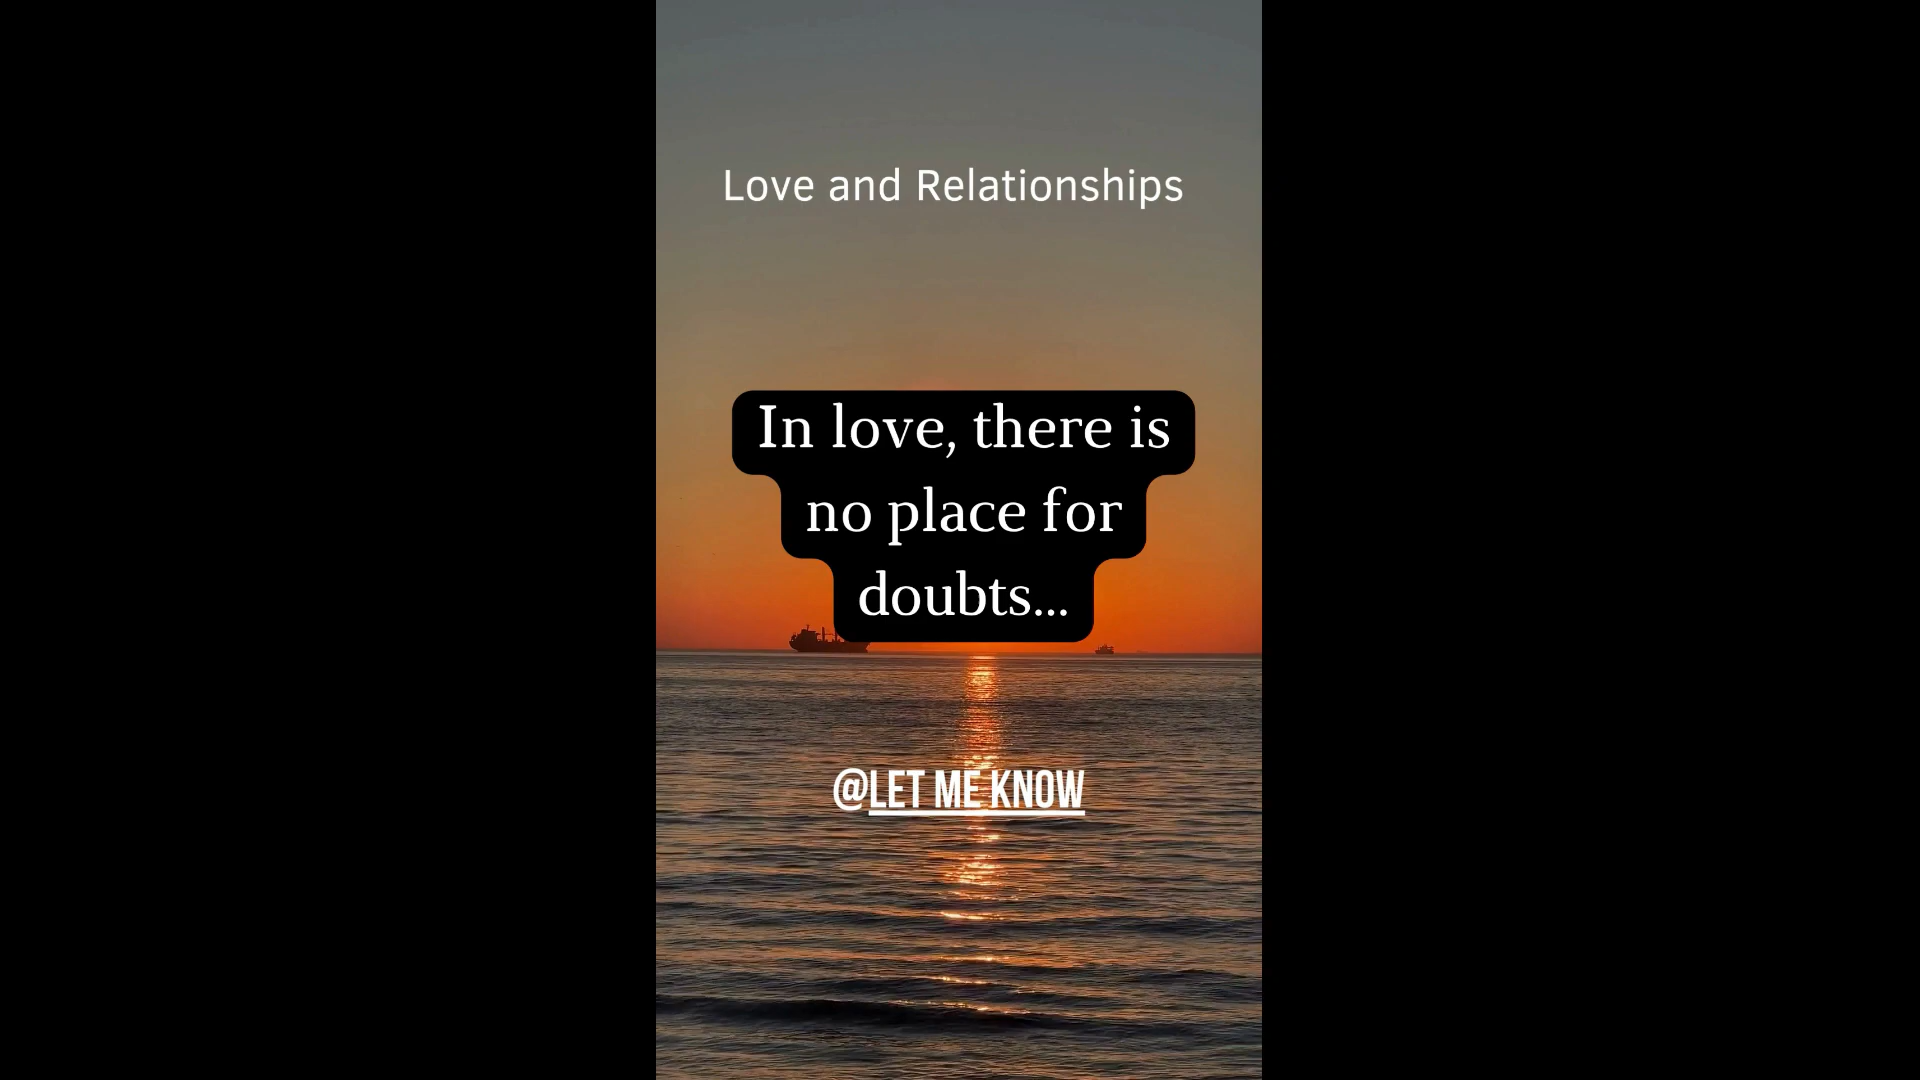 Love and Relationships
In love, there is
no place for
doubts...
@LET ME KNOW